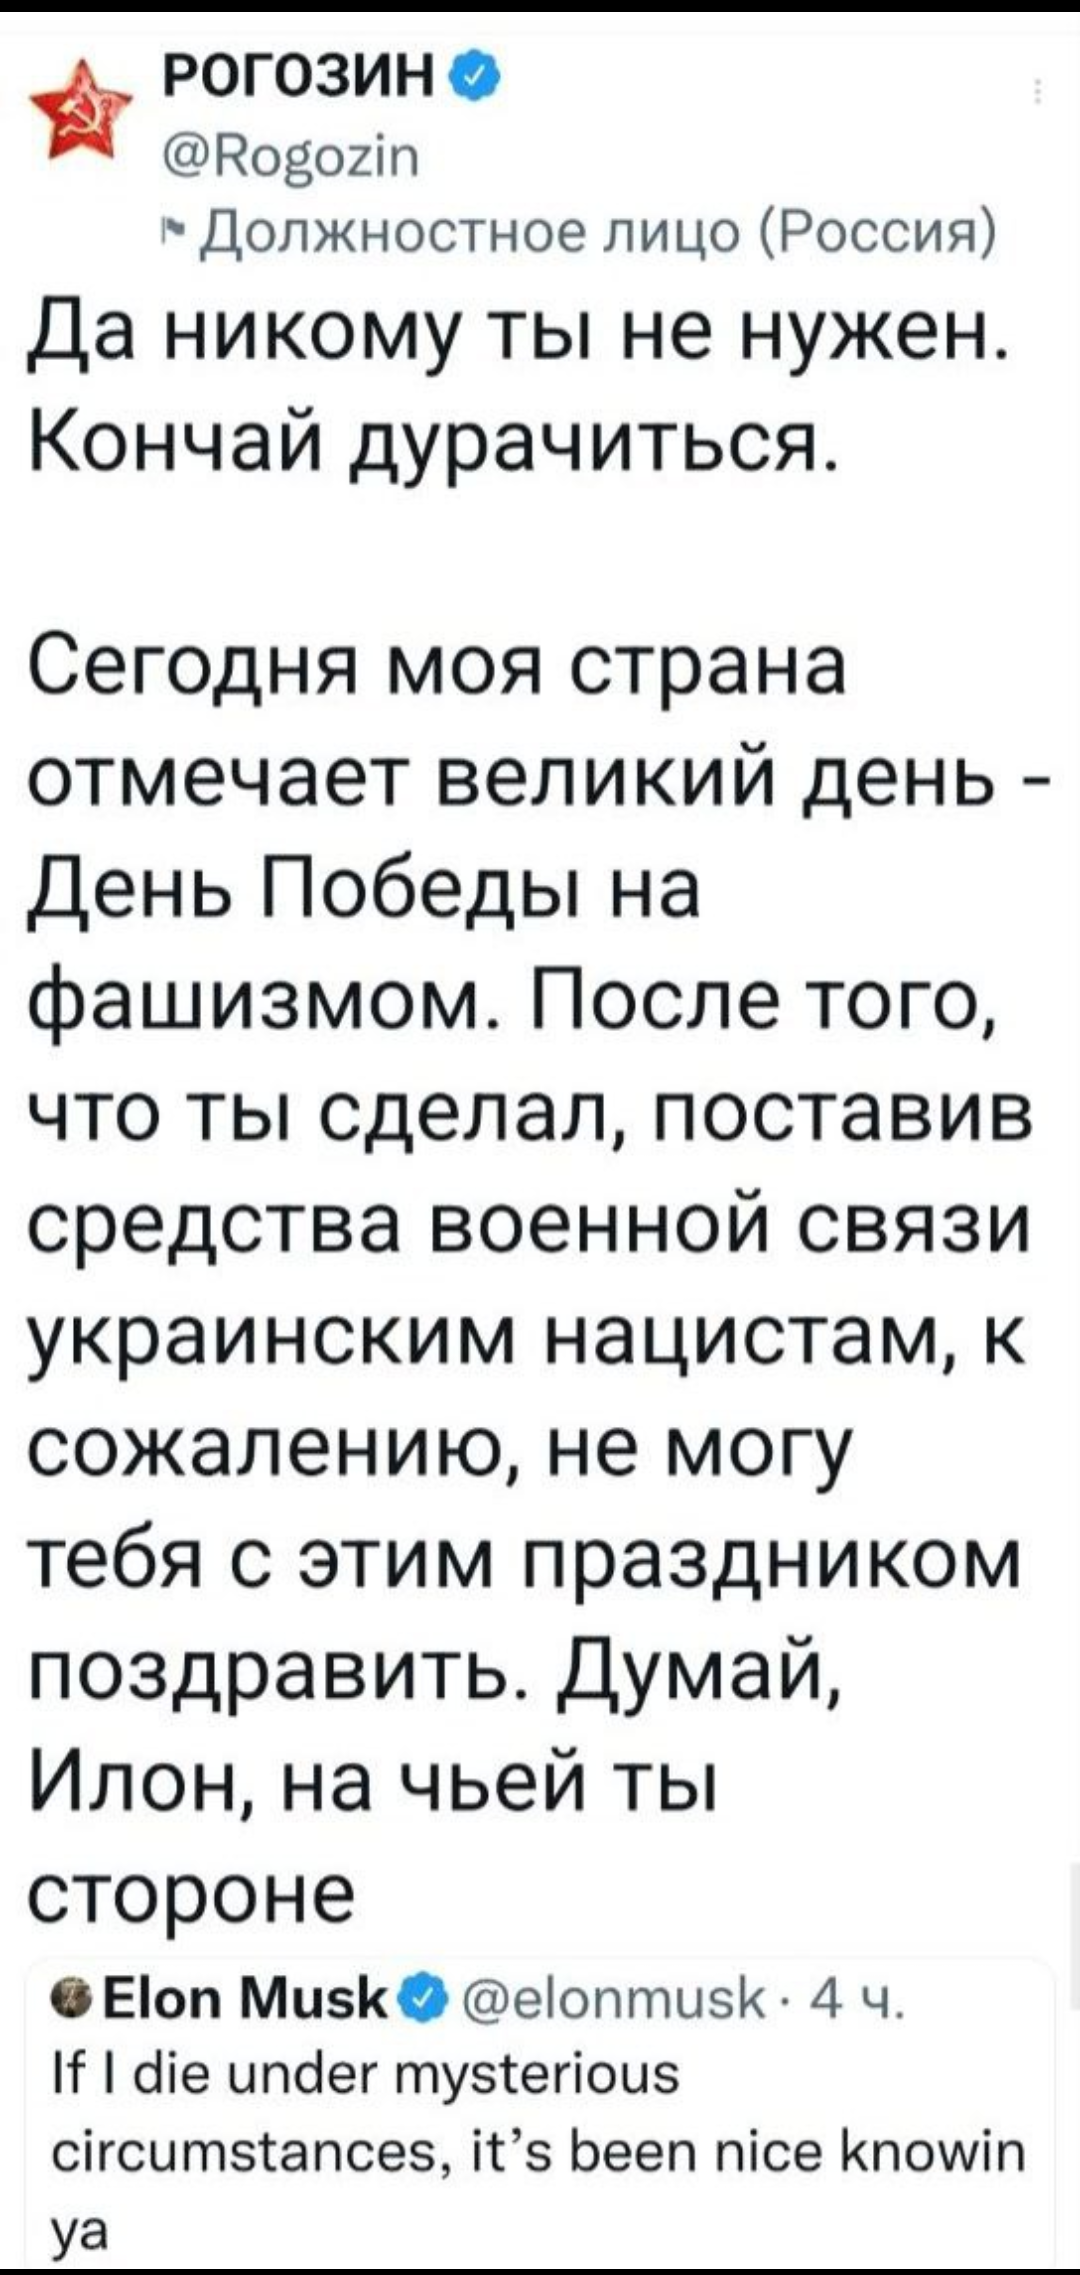 РОГОЗИН
@Rogozin
Должностное лицо (Россия)
Да никому ты не нужен.
Кончай дурачиться.
Сегодня моя страна
отмечает великий день -
День Победы на
фашизмом. После того,
что ты сделал, поставив
средства военной связи
украинским нацистам, к
сожалению, не могу
тебя с этим праздником
поздравить. Думай,
Илон, на чьей ты
стороне
Elon Musk @elonmusk · 4 ч.
If I die under mysterious
circumstances, it’s been nice knowin
ya